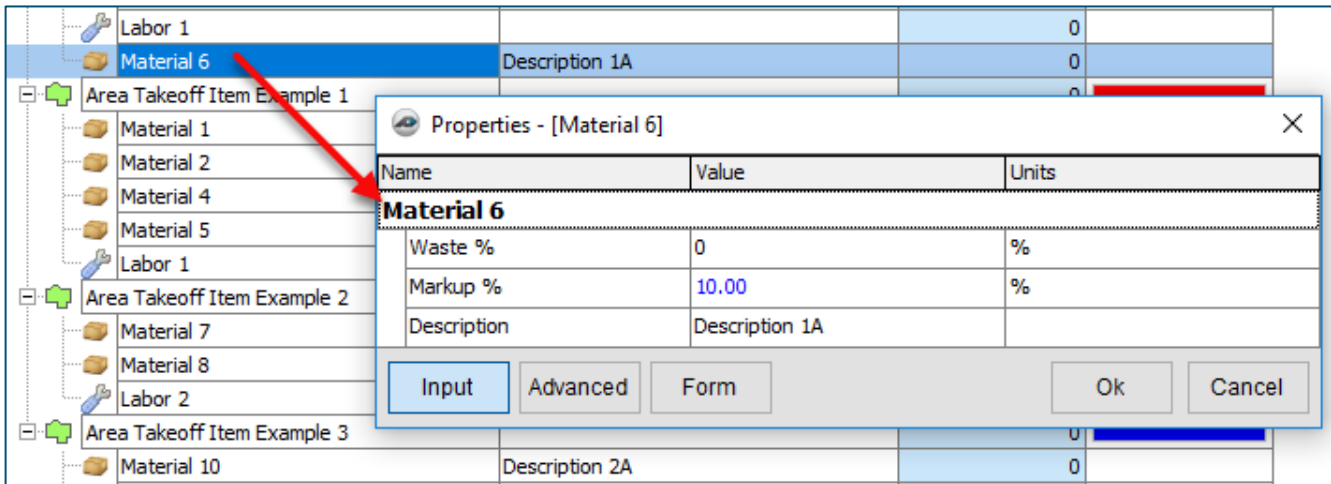 Labor 1 0
Material 6 Description 1A 0
Area Takeoff Item Example 1 0
Material 1
Material 2
Material 4
Material 5
Labor 1
Area Takeoff Item Example 2
Material 7
Material 8
Labor 2
Area Takeoff Item Example 3 0
Material 10 Description 2A 0
Properties - [Material 6]
Name Value Units
Material 6
Waste % 0 %
Markup % 10.00 %
Description Description 1A
Input Advanced Form Ok Cancel